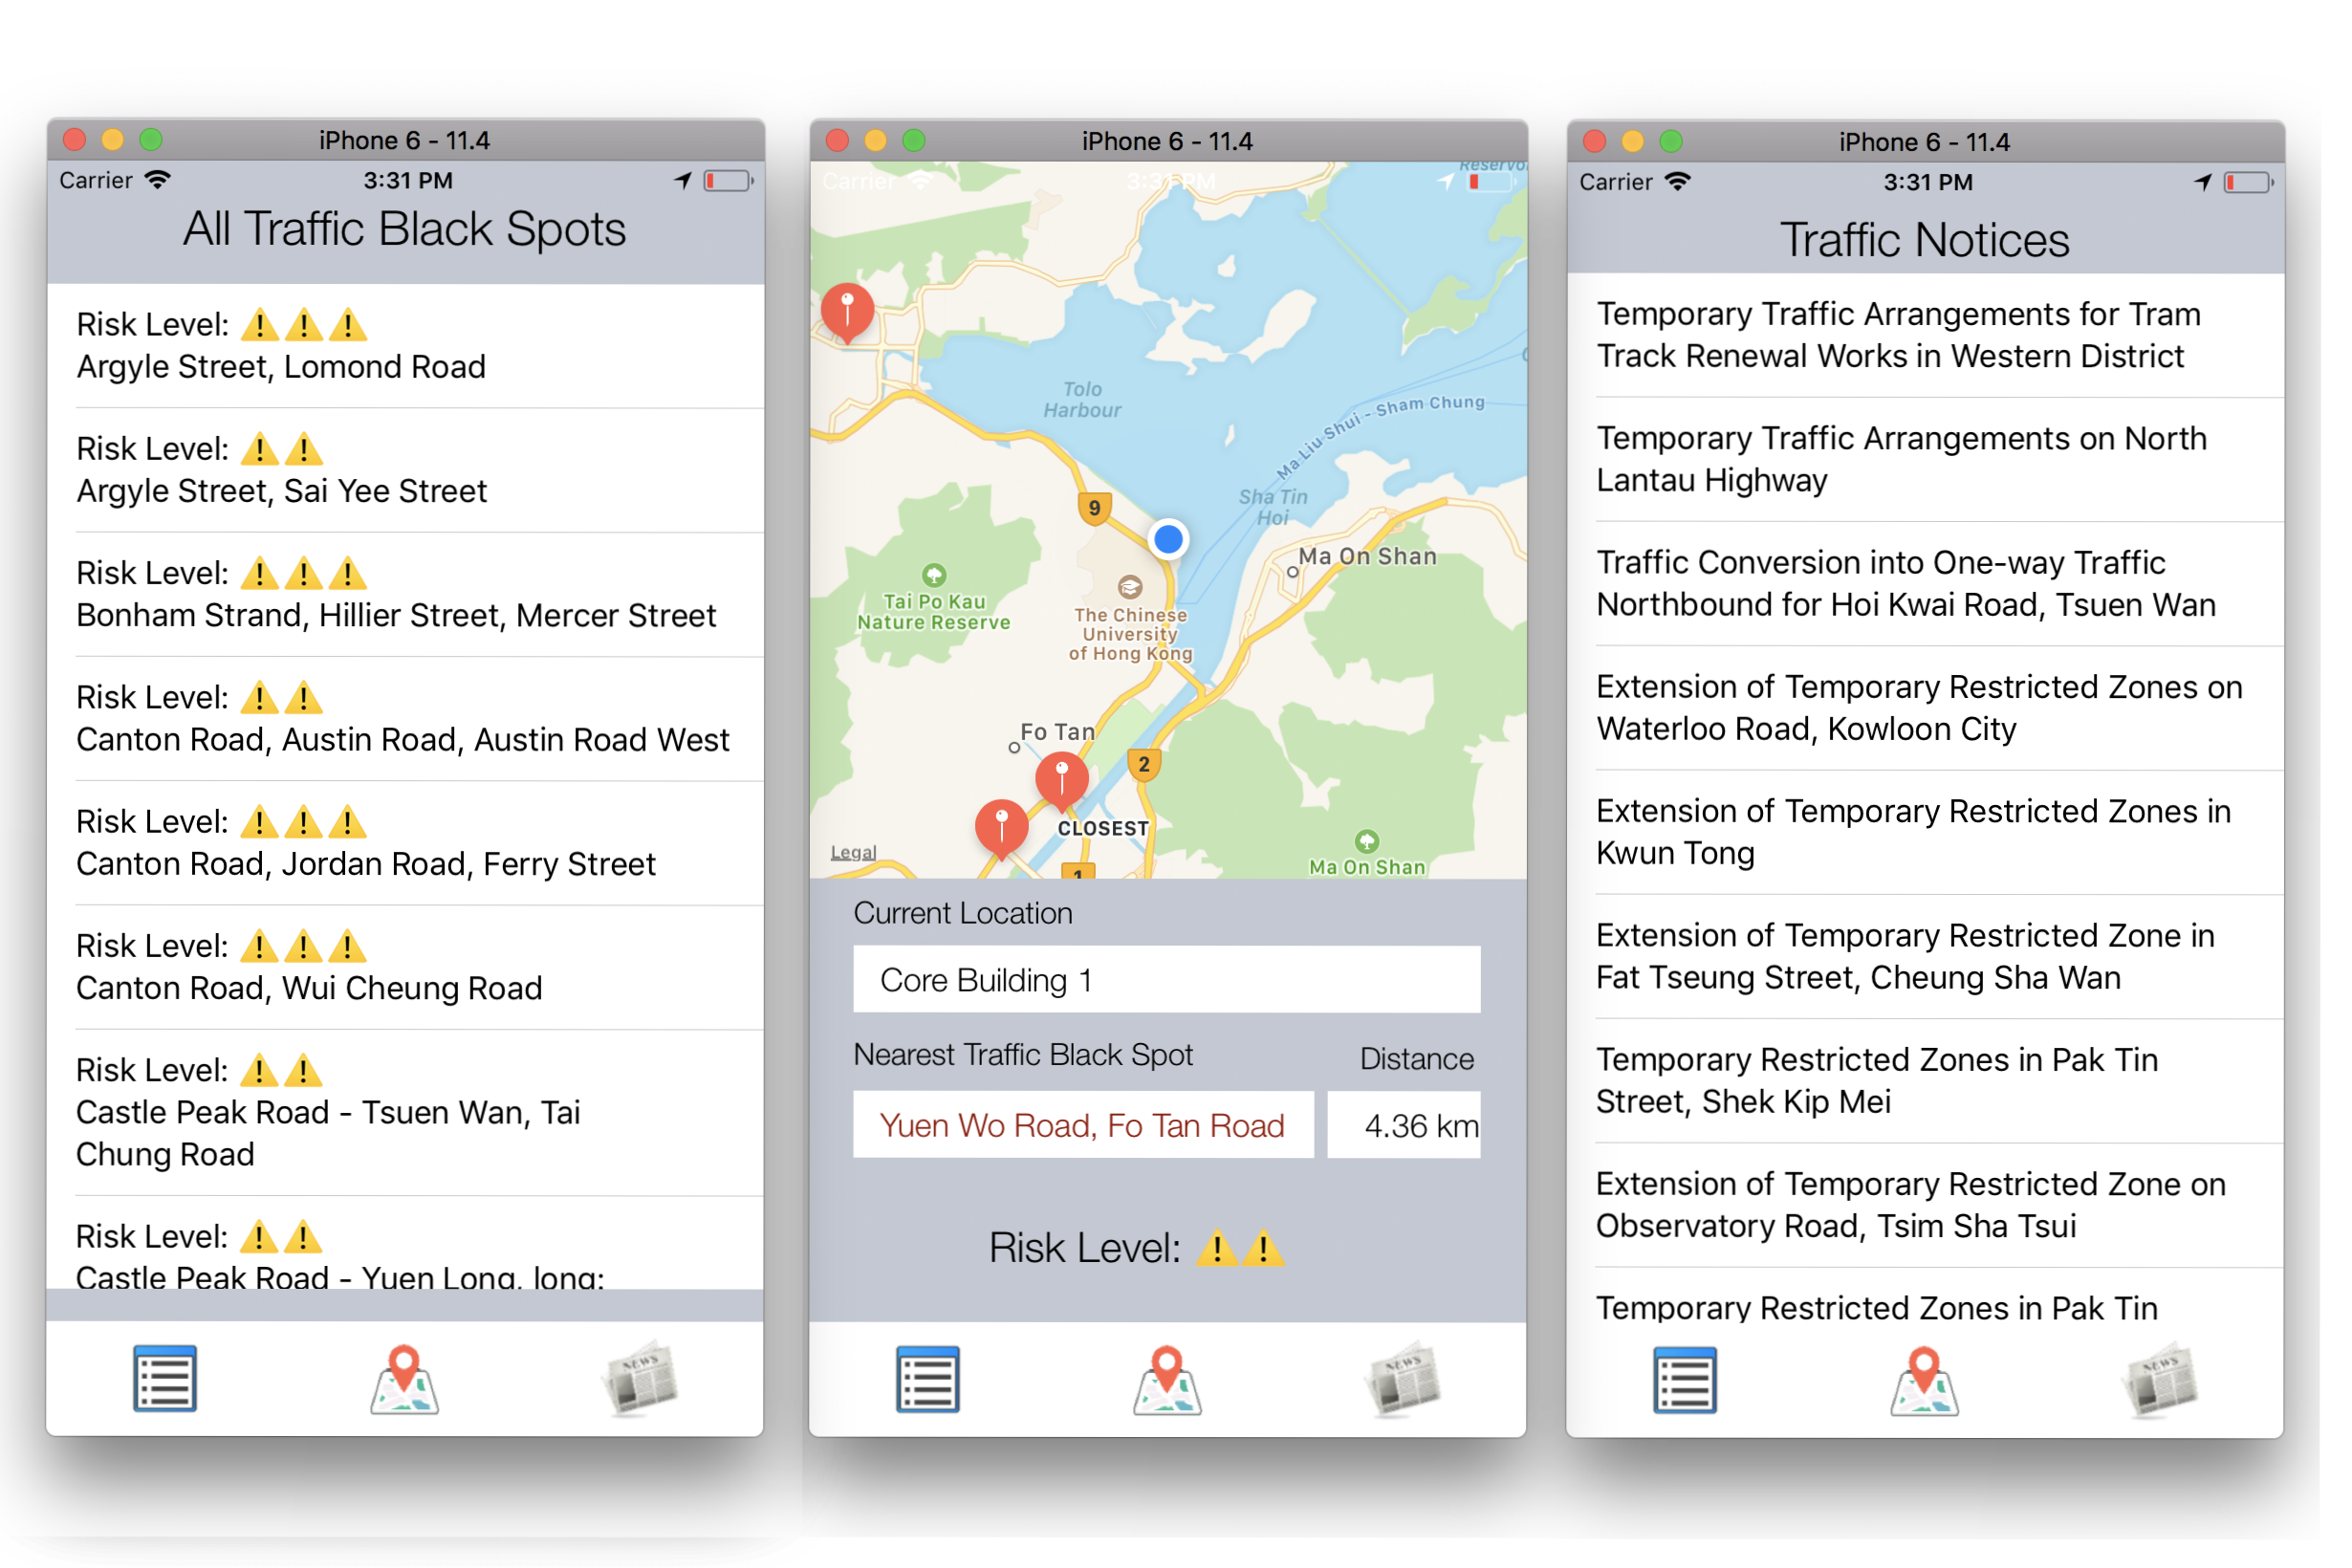 iPhone 6 - 11.4
Carrier
3:31 PM
All Traffic Black Spots
Risk Level:
Argyle Street, Lomond Road
Risk Level:
Argyle Street, Sai Yee Street
Risk Level:
Bonham Strand, Hillier Street, Mercer Street
Risk Level:
Canton Road, Austin Road, Austin Road West
Risk Level:
Canton Road, Jordan Road, Ferry Street
Risk Level:
Canton Road, Wui Cheung Road
Risk Level:
Castle Peak Road - Tsuen Wan, Tai
Chung Road
Risk Level:
Castle Peak Road - Yuen Long, long:
NEWS
iPhone 6 - 11.4
Carrier
3:31 PM
Tolo
Harbour
Ma Liu Shui - Sham Chung
9
Sha Tin
Hoi
Ma On Shan
Tai Po Kau
Nature Reserve
The Chinese
University
of Hong Kong
Fo Tan
2
CLOSEST
Legal
Ma On Shan
1
Current Location
Core Building 1
Nearest Traffic Black Spot
Distance
Yuen Wo Road, Fo Tan Road
4.36 km
Risk Level:
NEWS
iPhone 6 - 11.4
Carrier
3:31 PM
Traffic Notices
Temporary Traffic Arrangements for Tram
Track Renewal Works in Western District
Temporary Traffic Arrangements on North
Lantau Highway
Traffic Conversion into One-way Traffic
Northbound for Hoi Kwai Road, Tsuen Wan
Extension of Temporary Restricted Zones on
Waterloo Road, Kowloon City
Extension of Temporary Restricted Zones in
Kwun Tong
Extension of Temporary Restricted Zone in
Fat Tseung Street, Cheung Sha Wan
Temporary Restricted Zones in Pak Tin
Street, Shek Kip Mei
Extension of Temporary Restricted Zone on
Observatory Road, Tsim Sha Tsui
Temporary Restricted Zones in Pak Tin
NEWS